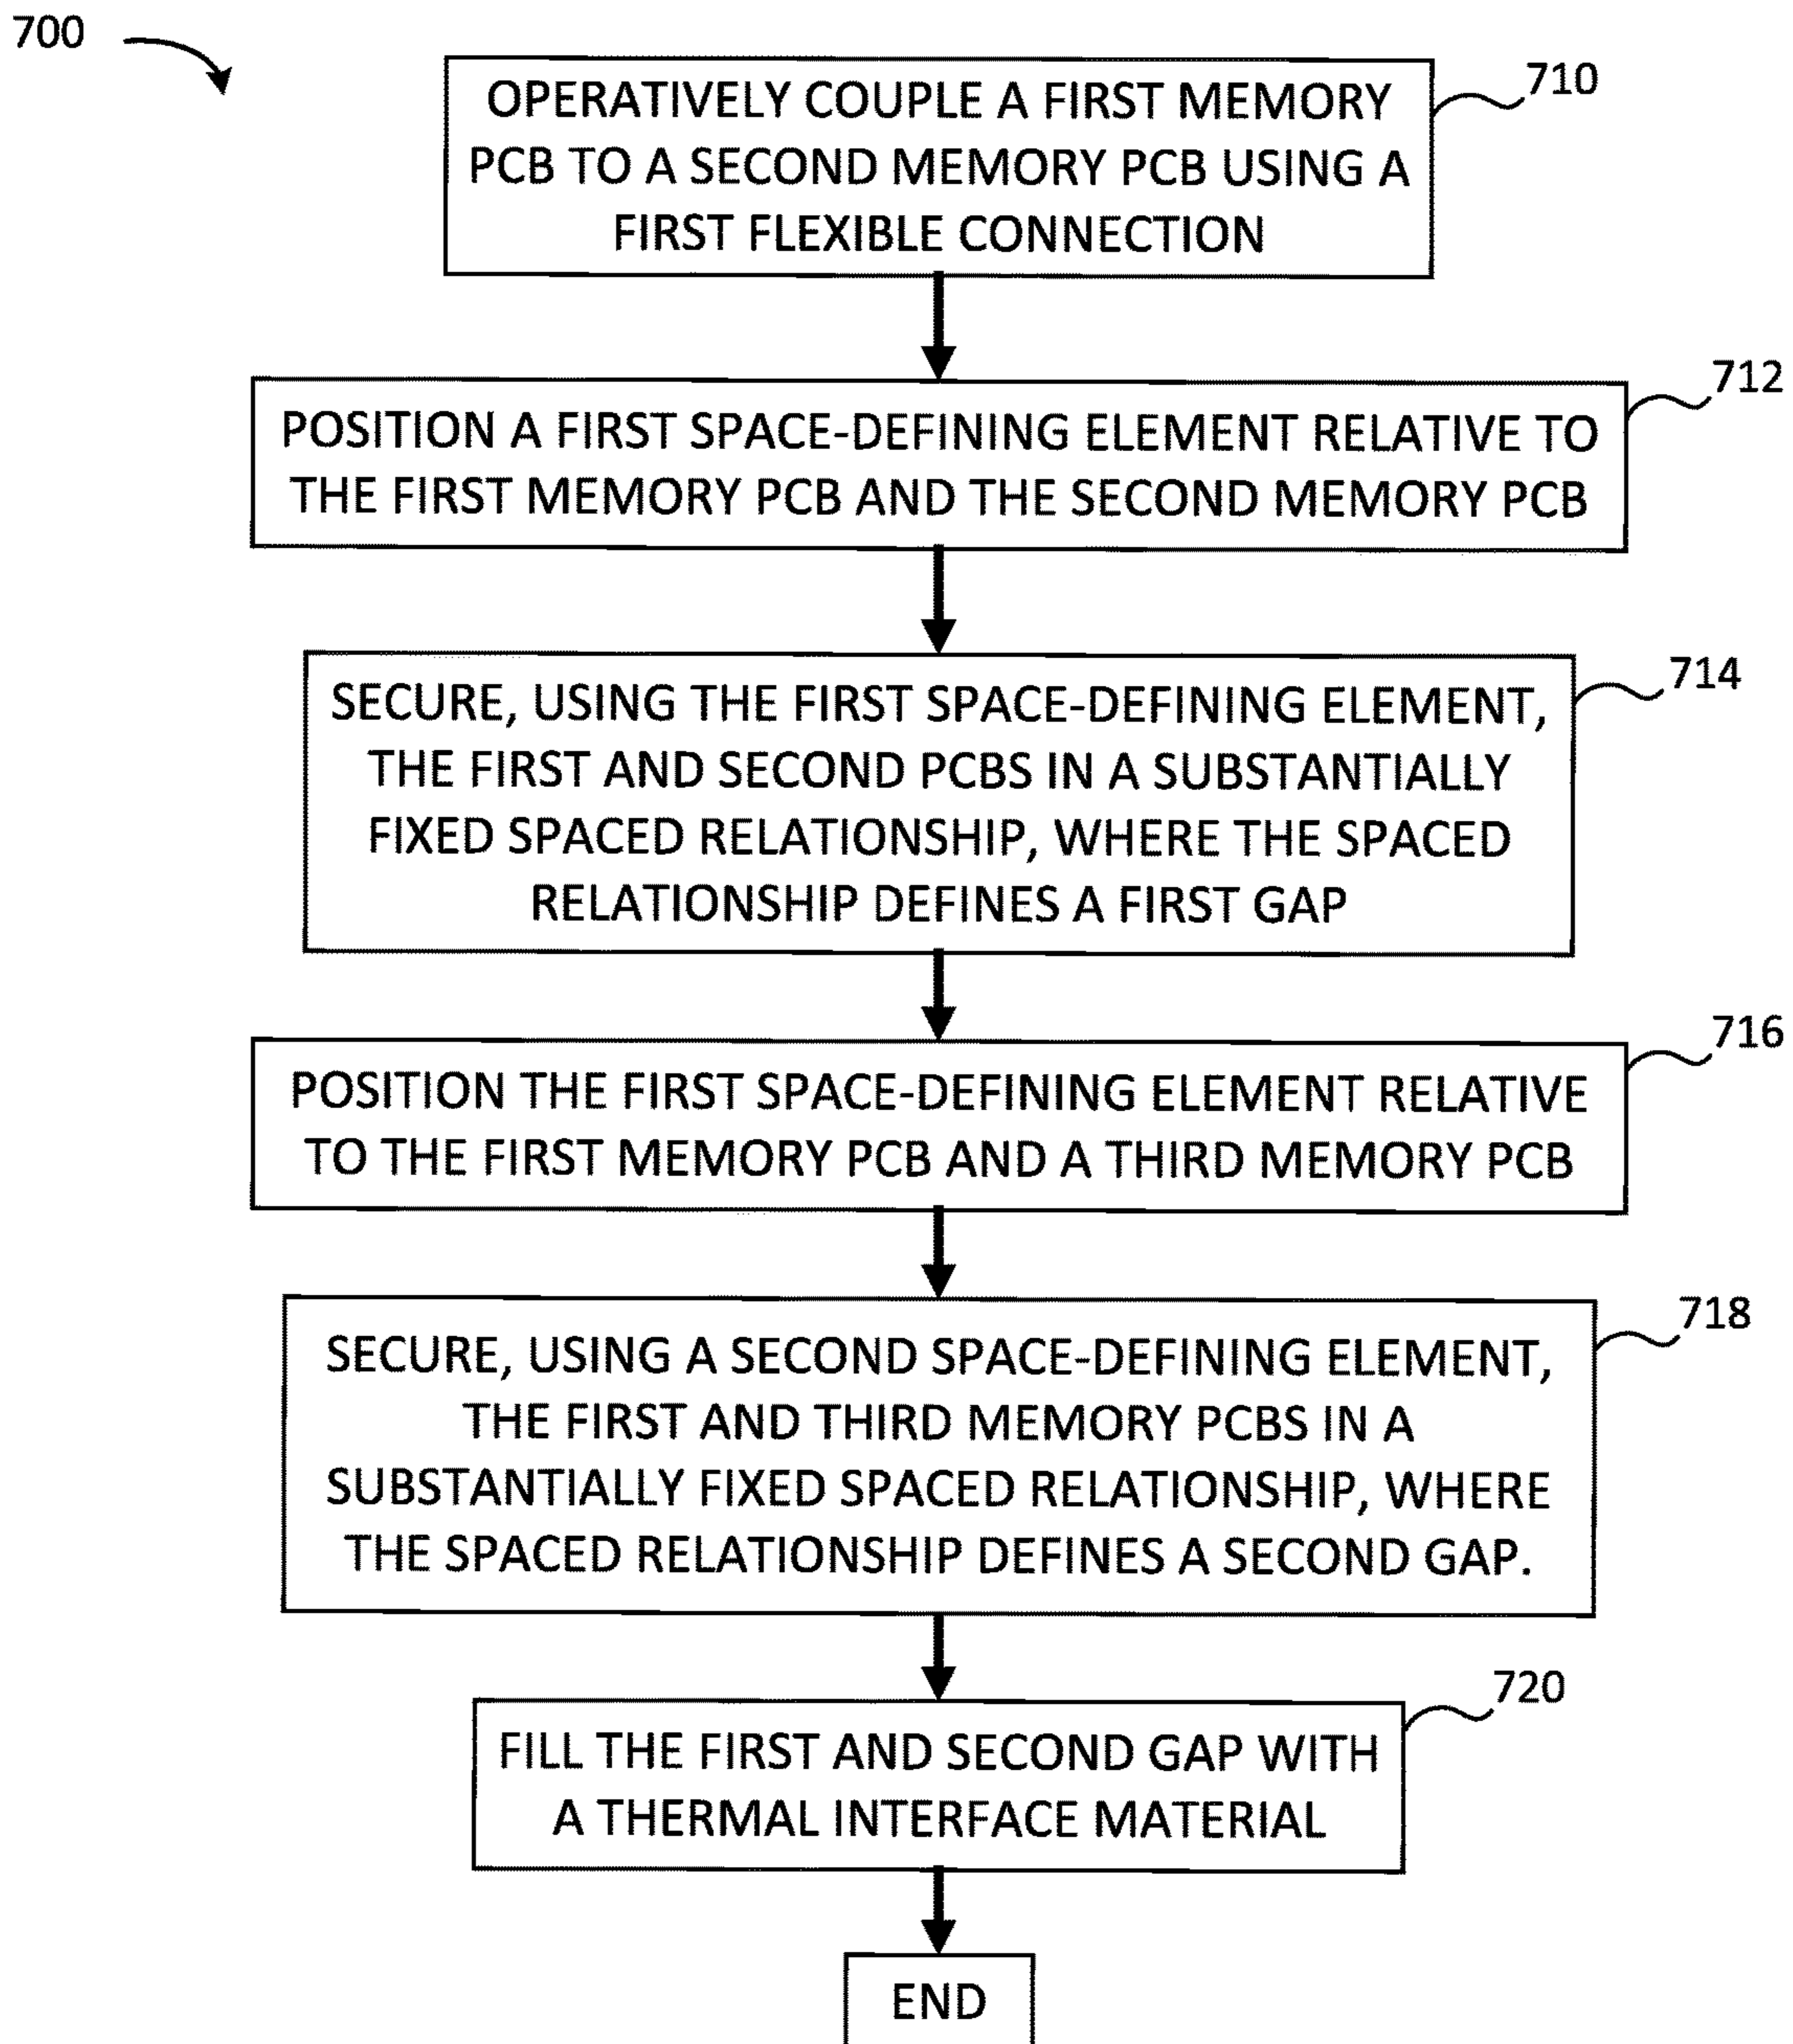 700
710
OPERATIVELY COUPLE A FIRST MEMORY
PCB TO A SECOND MEMORY PCB USING A
FIRST FLEXIBLE CONNECTION
712
POSITION A FIRST SPACE-DEFINING ELEMENT RELATIVE TO
THE FIRST MEMORY PCB AND THE SECOND MEMORY PCB
714
SECURE, USING THE FIRST SPACE-DEFINING ELEMENT,
THE FIRST AND SECOND PCBS IN A SUBSTANTIALLY
FIXED SPACED RELATIONSHIP, WHERE THE SPACED
RELATIONSHIP DEFINES A FIRST GAP
716
POSITION THE FIRST SPACE-DEFINING ELEMENT RELATIVE
TO THE FIRST MEMORY PCB AND A THIRD MEMORY PCB
718
SECURE, USING A SECOND SPACE-DEFINING ELEMENT,
THE FIRST AND THIRD MEMORY PCBS IN A
SUBSTANTIALLY FIXED SPACED RELATIONSHIP, WHERE
THE SPACED RELATIONSHIP DEFINES A SECOND GAP.
720
FILL THE FIRST AND SECOND GAP WITH
A THERMAL INTERFACE MATERIAL
END